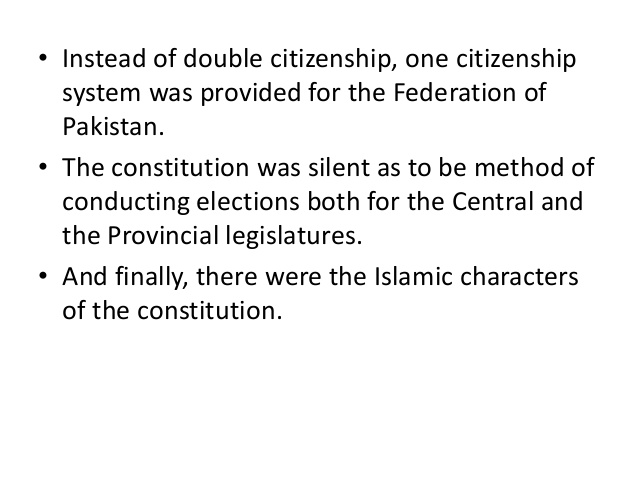 • Instead of double citizenship, one citizenship
system was provided for the Federation of
Pakistan.
• The constitution was silent as to be method of
conducting elections both for the Central and
the Provincial legislatures.
• And finally, there were the Islamic characters
of the constitution.